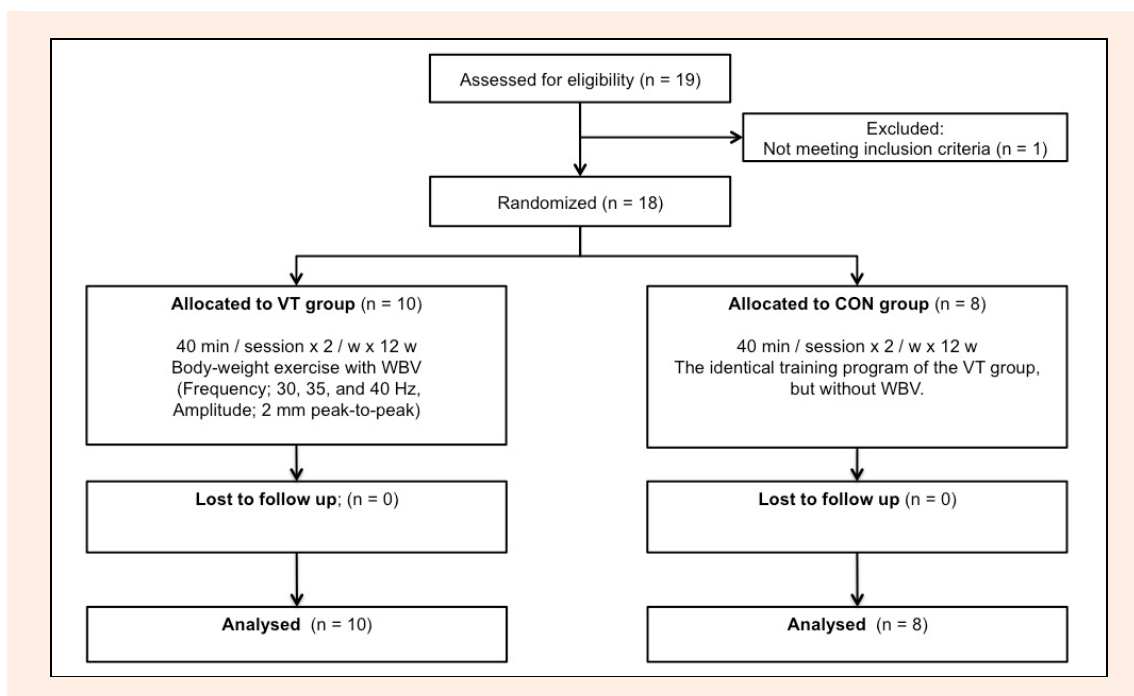 Assessed for eligibility (n = 19)
Excluded:
Not meeting inclusion criteria (n = 1)
Randomized (n = 18)
Allocated to VT group (n = 10)
40 min / session x 2 / w x 12 w
Body-weight exercise with WBV
(Frequency; 30, 35, and 40 Hz,
Amplitude; 2 mm peak-to-peak)
Allocated to CON group (n = 8)
40 min / session x 2 / w x 12 w
The identical training program of the VT group,
but without WBV.
Lost to follow up; (n = 0)
Lost to follow up (n = 0)
Analysed (n = 10)
Analysed (n = 8)